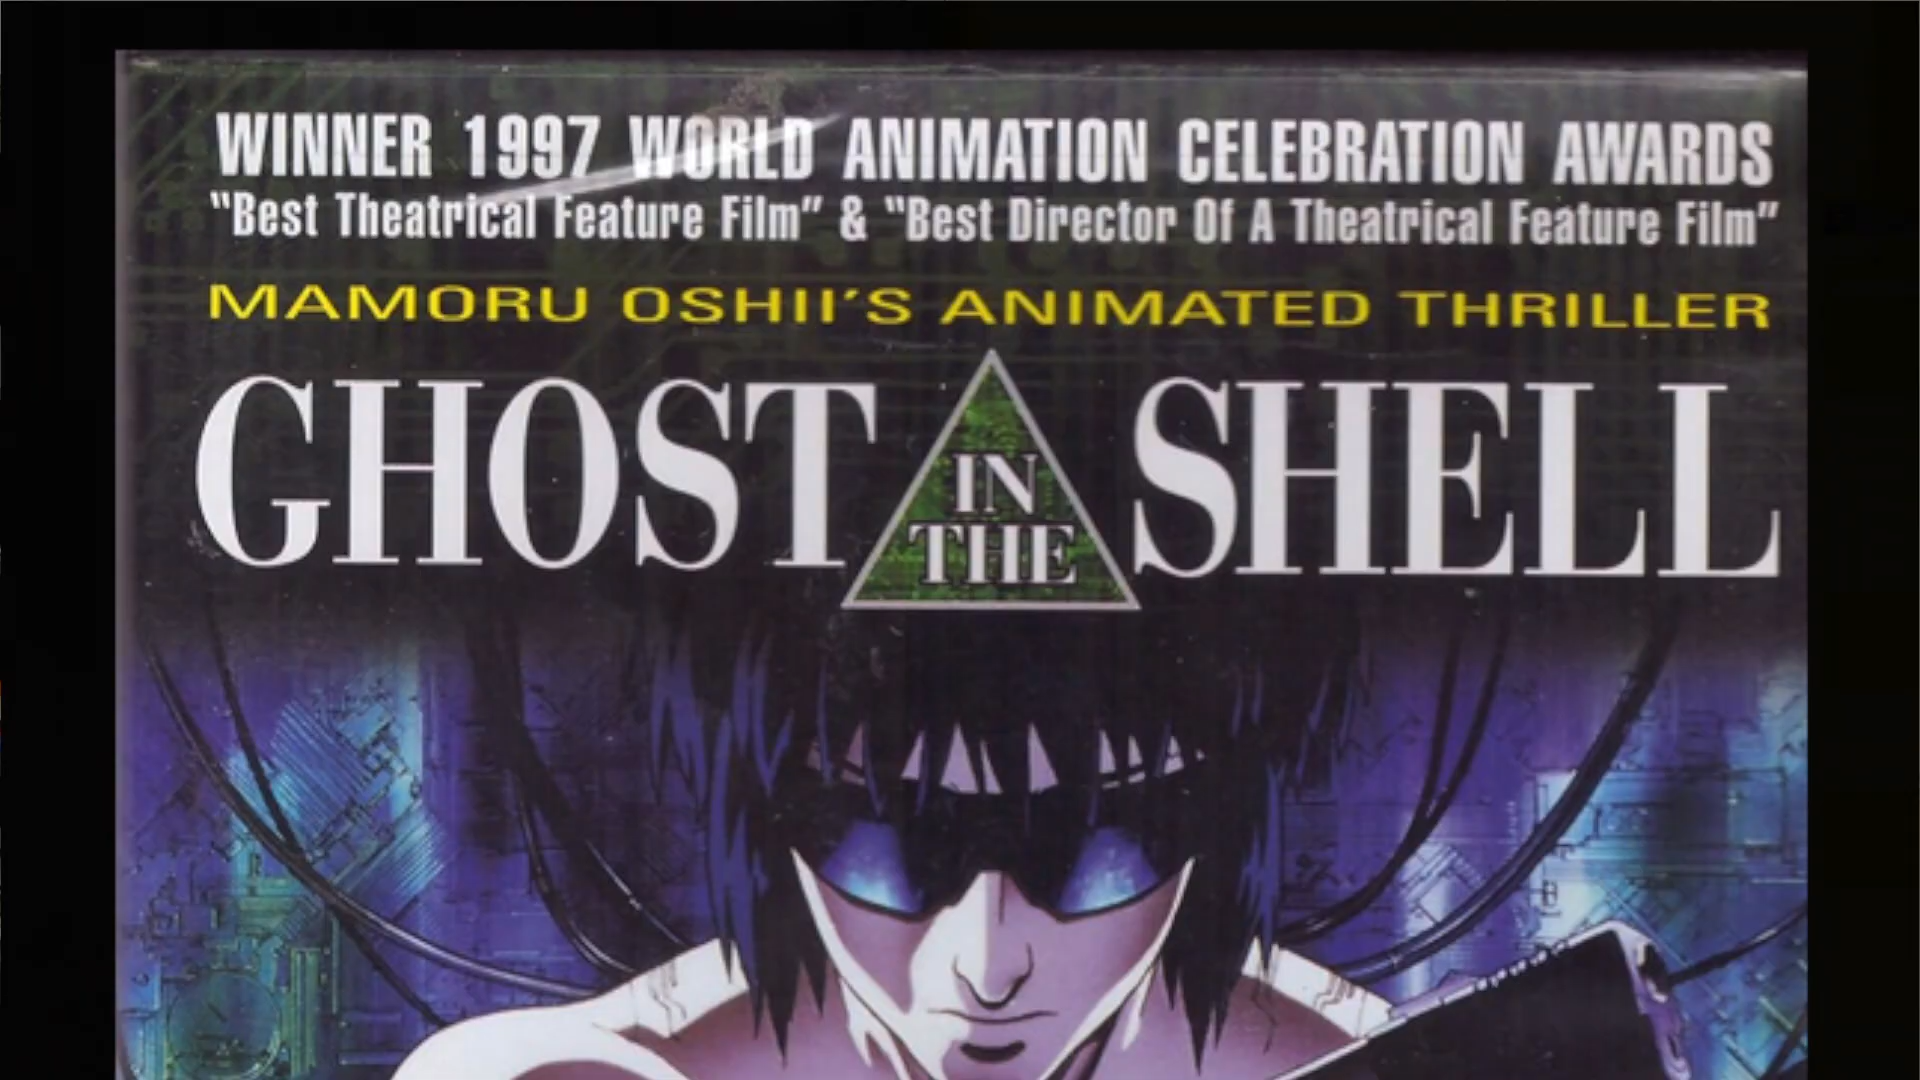 WINNER 1997 WORLD ANIMATION CELEBRATION AWARDS
"Best Theatrical Feature Film" & "Best Director Of A Theatrical Feature Film"
MAMORU OSHII'S ANIMATED THRILLER
GHOST IN THE SHELL